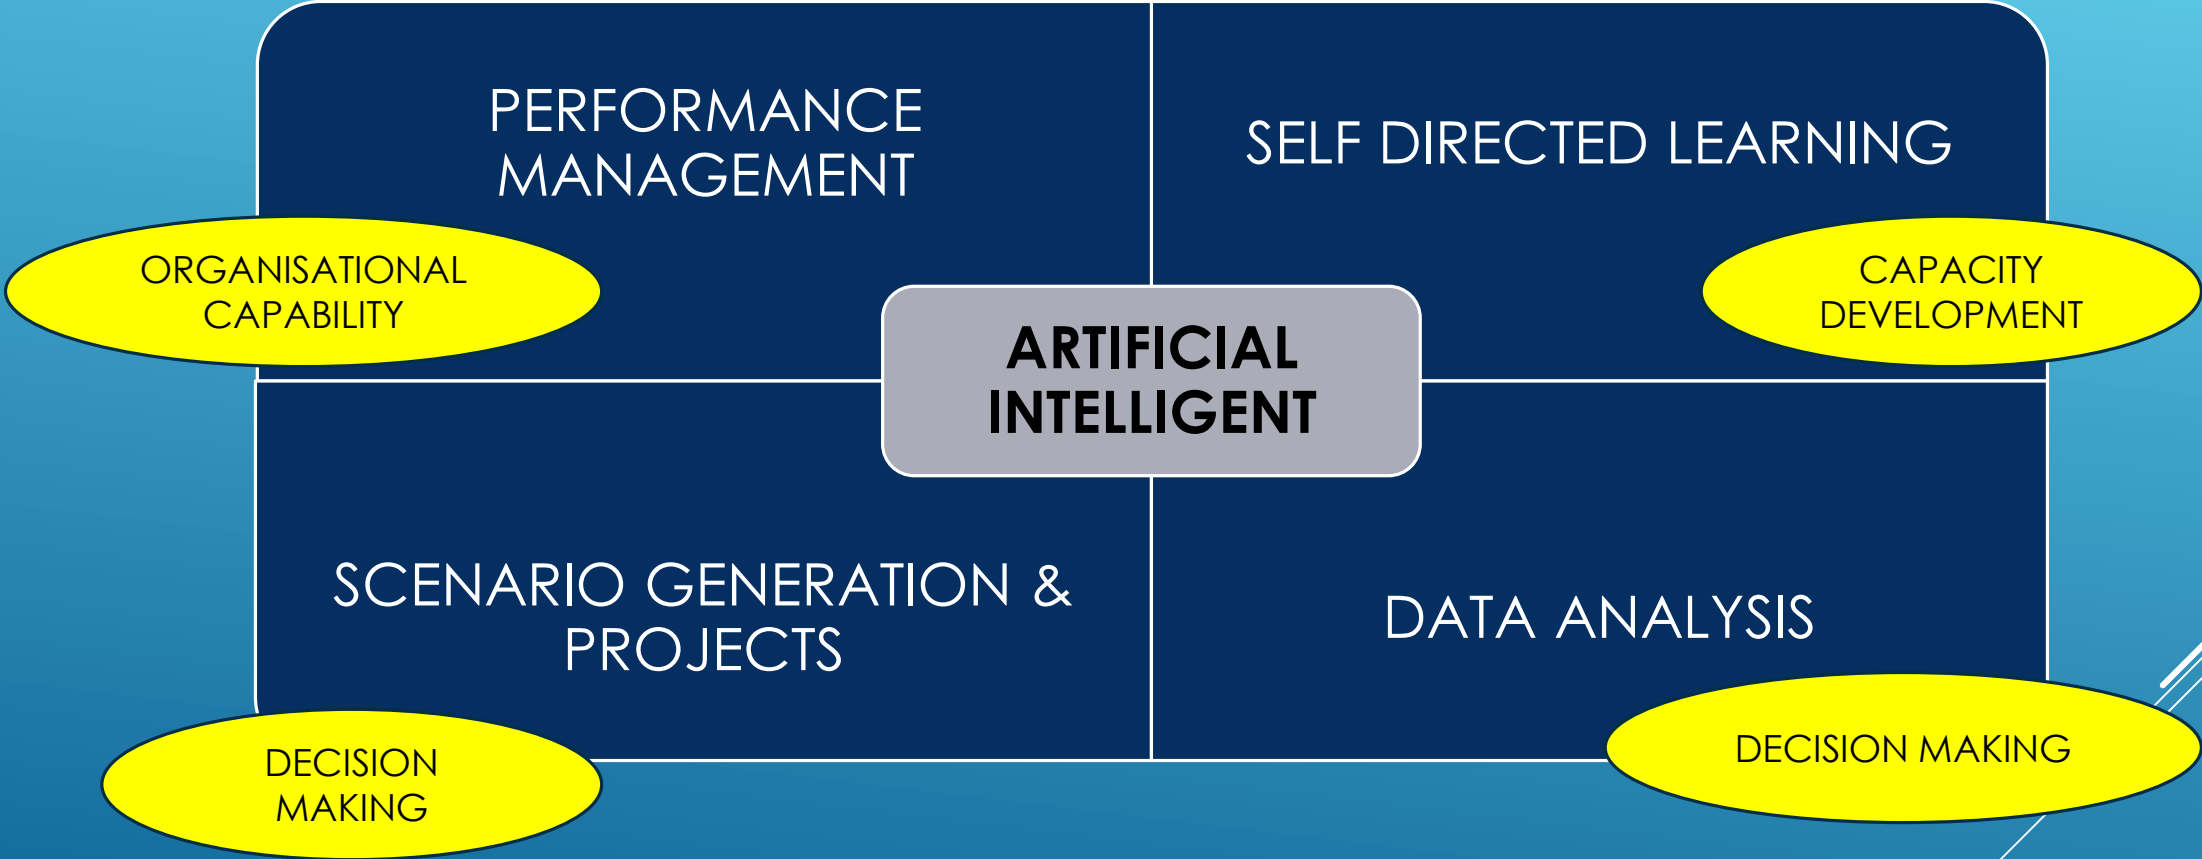 PERFORMANCE
MANAGEMENT
SELF DIRECTED LEARNING
ORGANISATIONAL
CAPABILITY
CAPACITY
DEVELOPMENT
ARTIFICIAL
INTELLIGENT
SCENARIO GENERATION &
PROJECTS
DATA ANALYSIS
DECISION
MAKING
DECISION MAKING